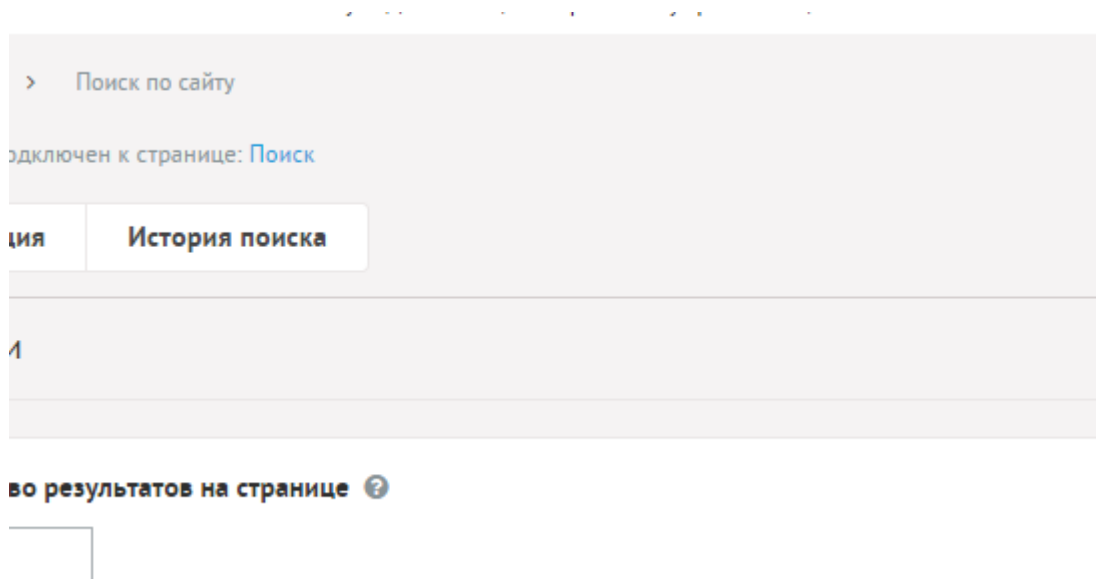 > Поиск по сайту
одключен к странице: Поиск
ция История поиска
и
во результатов на странице ?